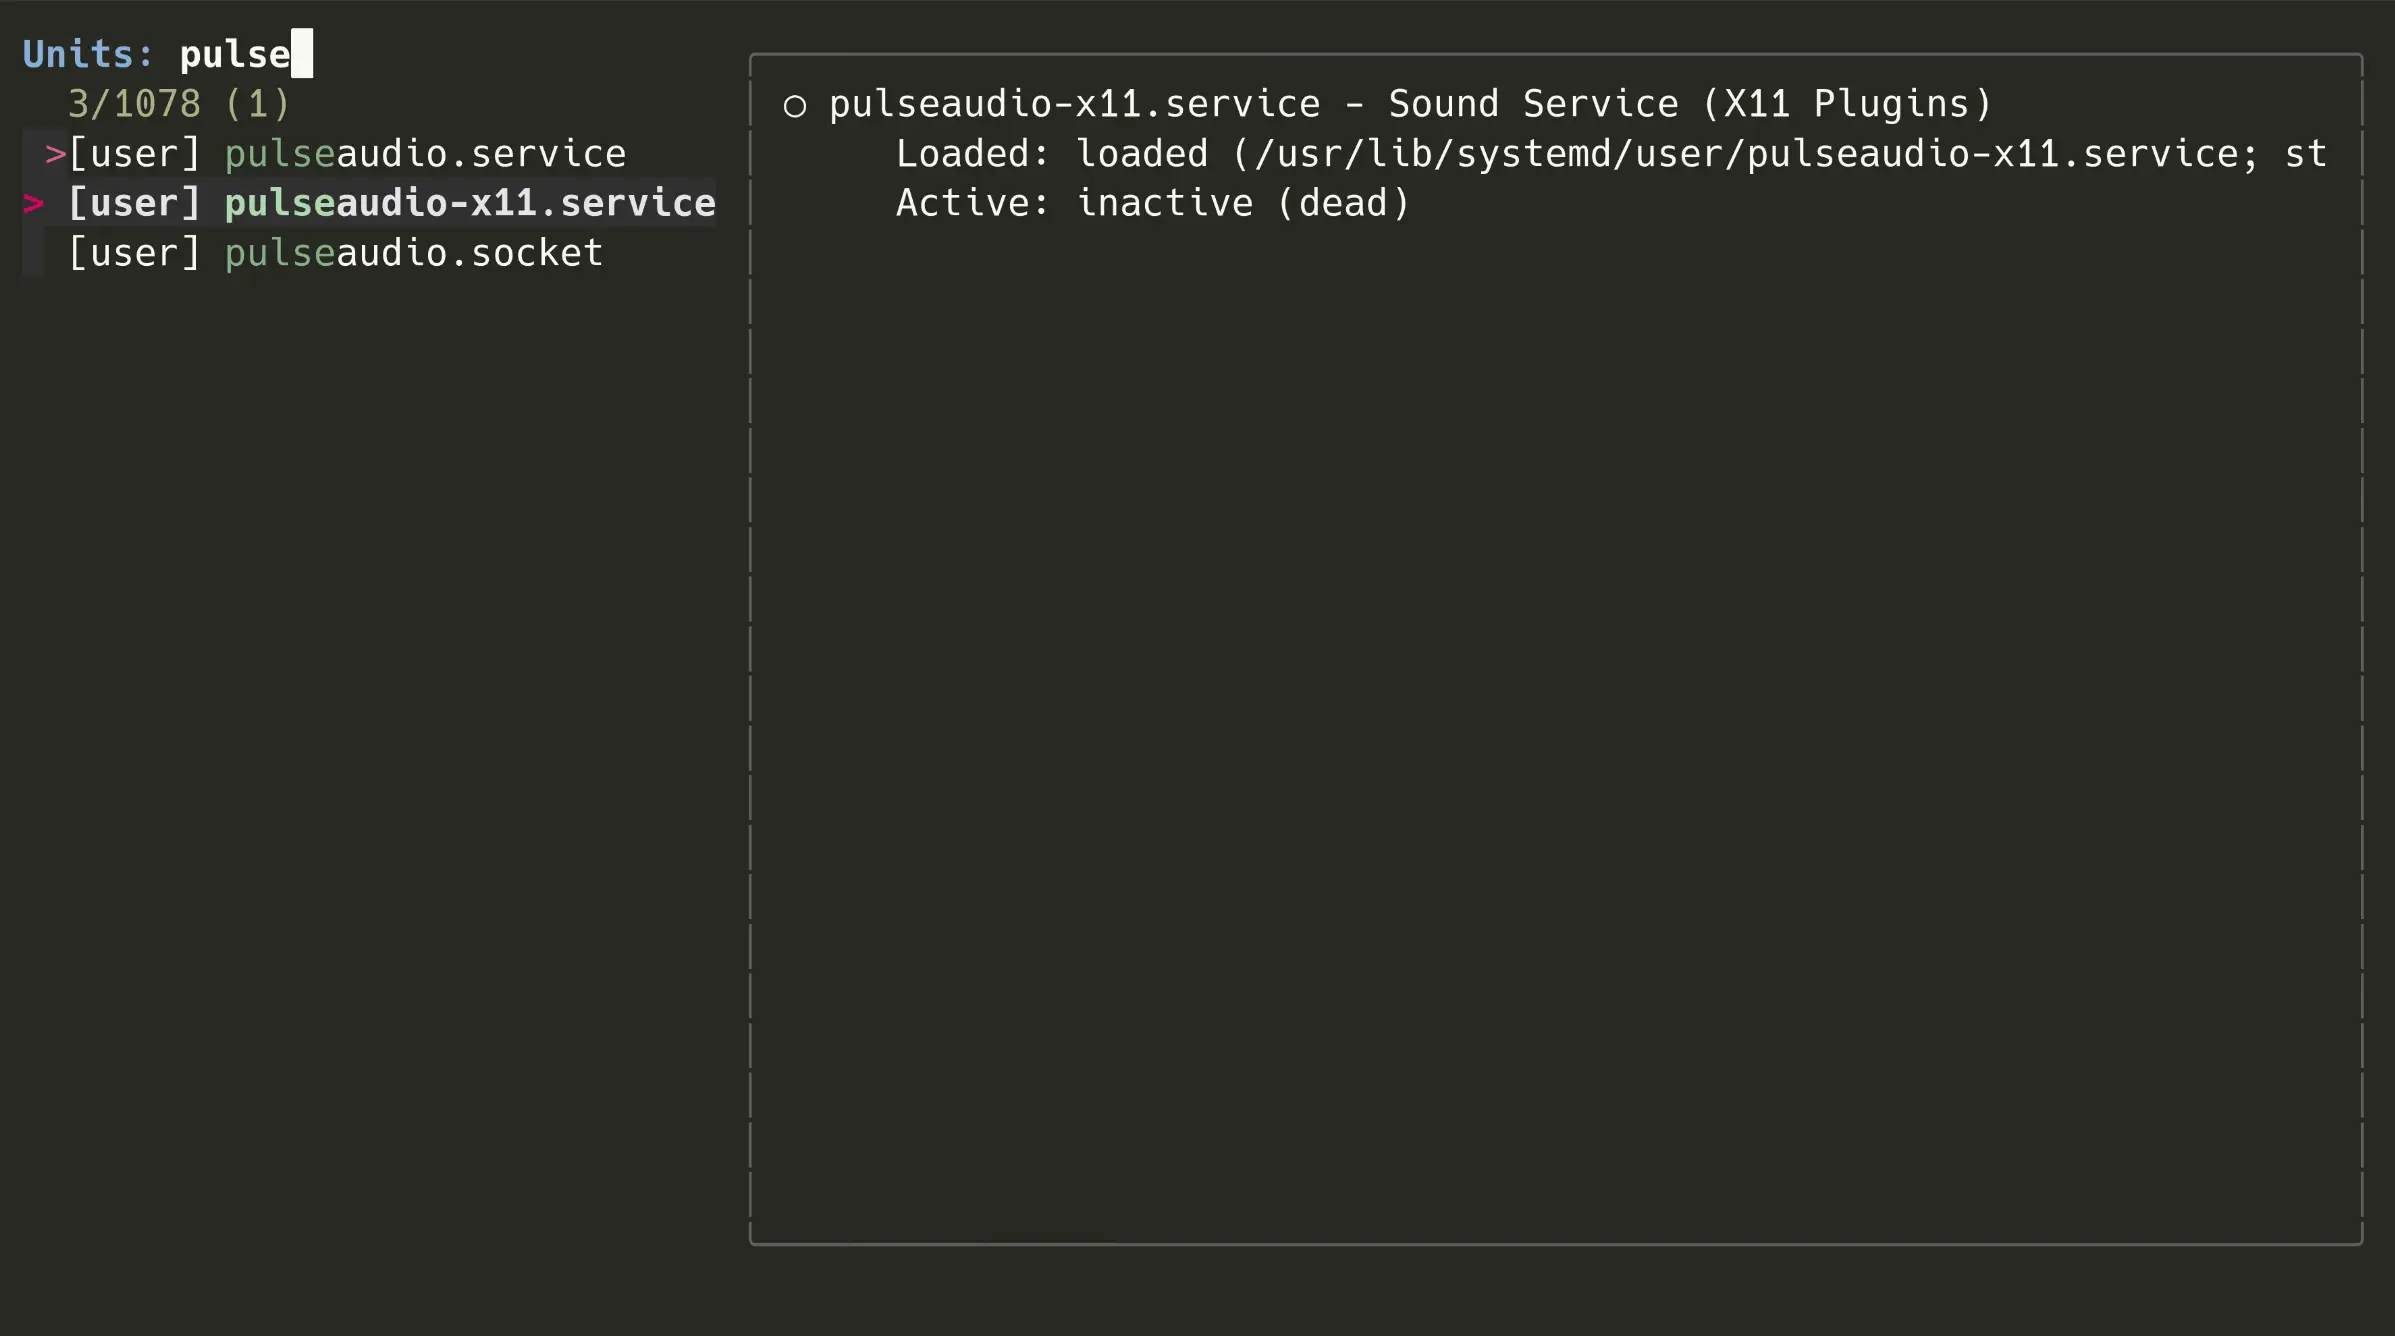 Units: pulse
3/1078 (1)
>[user] pulseaudio.service
> [user] pulseaudio-x11.service
[user] pulseaudio.socket
○ pulseaudio-x11.service - Sound Service (X11 Plugins)
Loaded: loaded (/usr/lib/systemd/user/pulseaudio-x11.service; st
Active: inactive (dead)